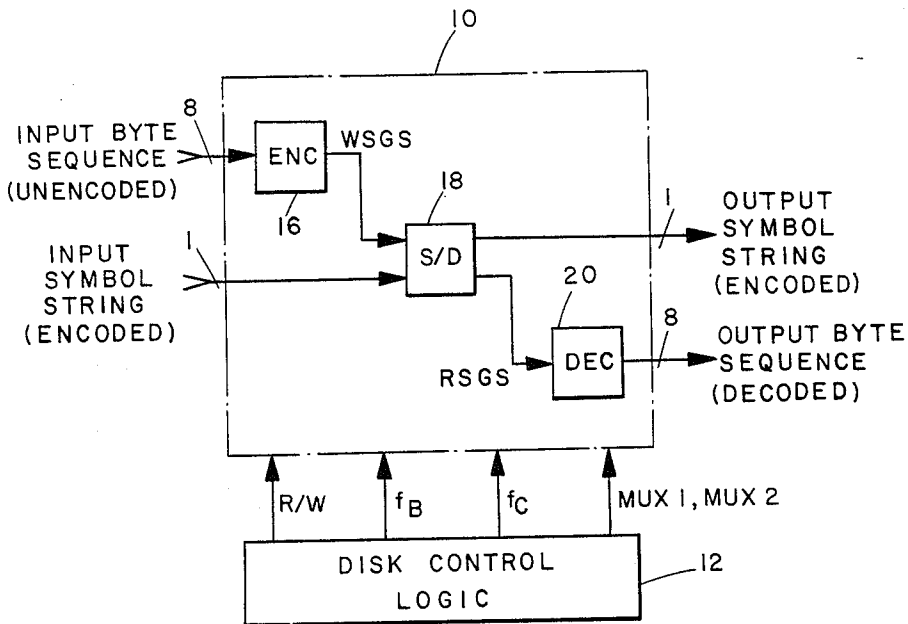 10
8
INPUT BYTE
SEQUENCE
(UNENCODED)
ENC
16
WSGS
18
S/D
1
INPUT
SYMBOL
STRING
(ENCODED)
1
OUTPUT
SYMBOL
STRING
(ENCODED)
20
DEC
RSGS
8
OUTPUT BYTE
SEQUENCE
(DECODED)
R/W
fB
fC
MUX 1, MUX 2
DISK CONTROL
LOGIC
12